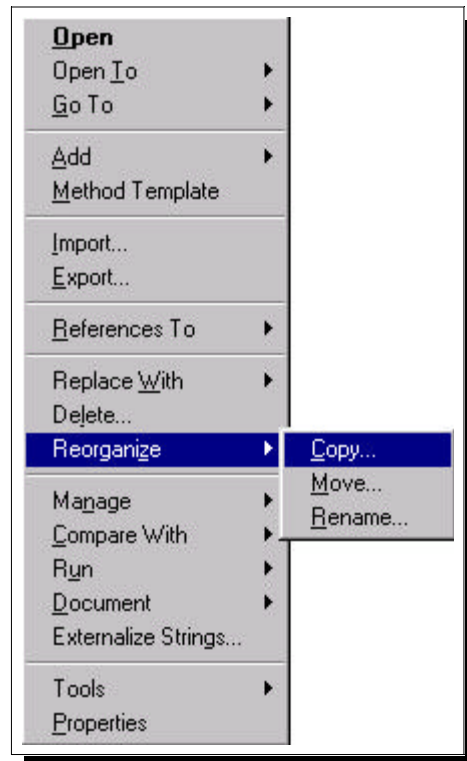 Open
Open To
Go To
Add
Method Template
Import...
Export...
References To
Replace With
Delete...
Reorganize
Copy...
Move...
Rename...
Manage
Compare With
Run
Document
Externalize Strings...
Tools
Properties